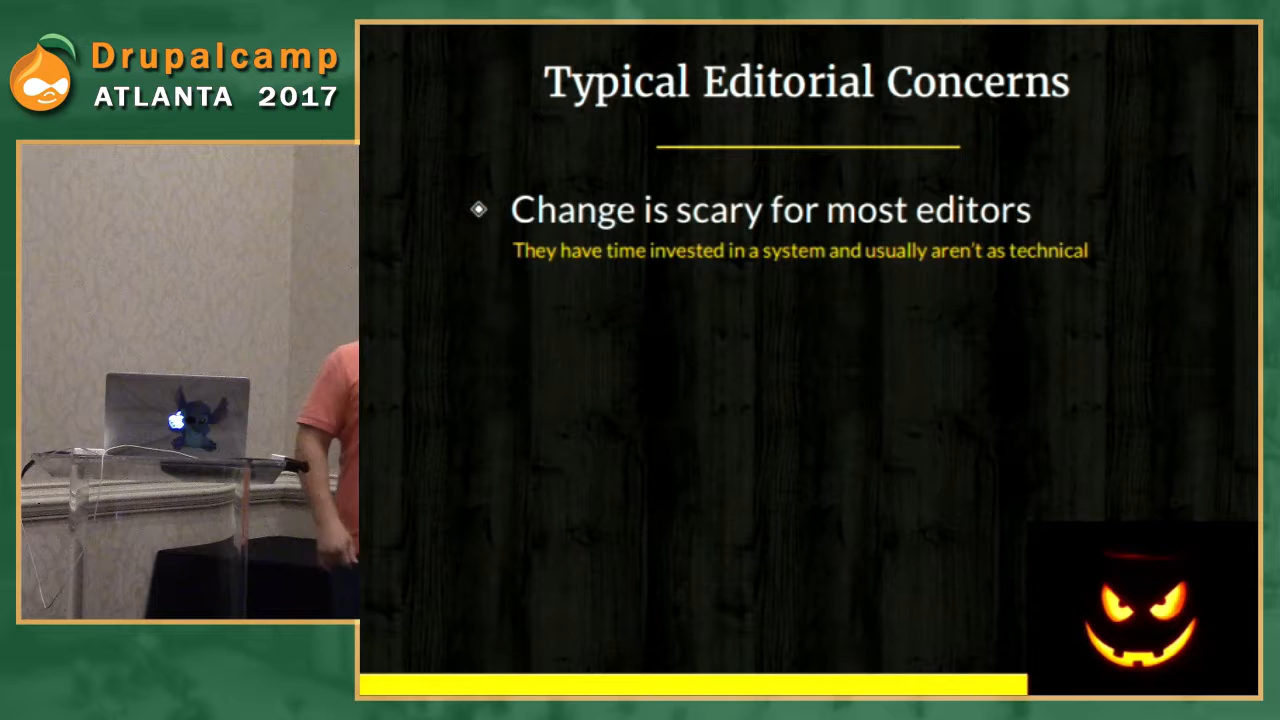 Drupalcamp
ATLANTA 2017
Typical Editorial Concerns
Change is scary for most editors
They have time invested in a system and usually aren't as technical